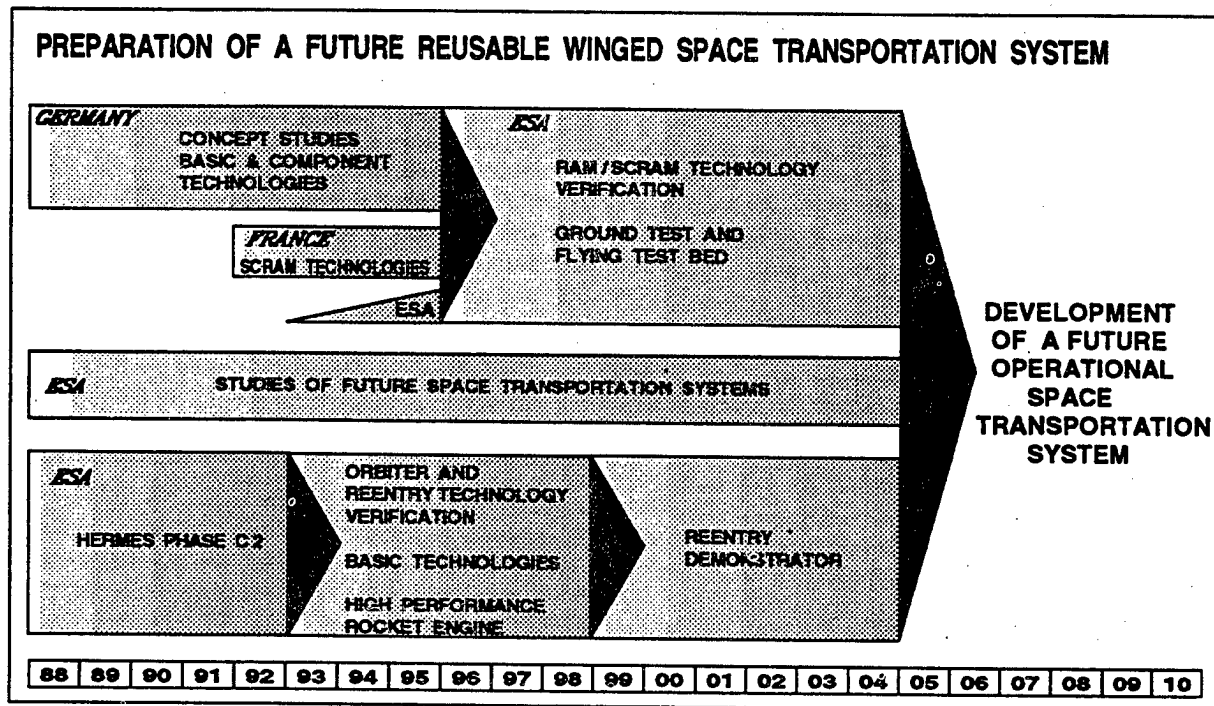 PREPARATION OF A FUTURE REUSABLE WINGED SPACE TRANSPORTATION SYSTEM
GERMANY
CONCEPT STUDIES
BASIC & COMPONENT
TECHNOLOGIES
FRANCE
SCRAM TECHNOLOGIES
ESA
ESA
RAM/SCRAM TECHNOLOGY
VERIFICATION
GROUND TEST AND
FLYING TEST BED
ESA
STUDIES OF FUTURE SPACE TRANSPORTATION SYSTEMS
ESA
HERMES PHASE C2
ORBITER AND
REENTRY TECHNOLOGY
VERIFICATION
BASIC TECHNOLOGIES
HIGH PERFORMANCE
ROCKET ENGINE
REENTRY
DEMONSTRATOR
DEVELOPMENT
OF A FUTURE
OPERATIONAL
SPACE
TRANSPORTATION
SYSTEM
88 89 90 91 92 93 94 95 96 97 98 99 00 01 02 03 04 05 06 07 08 09 10